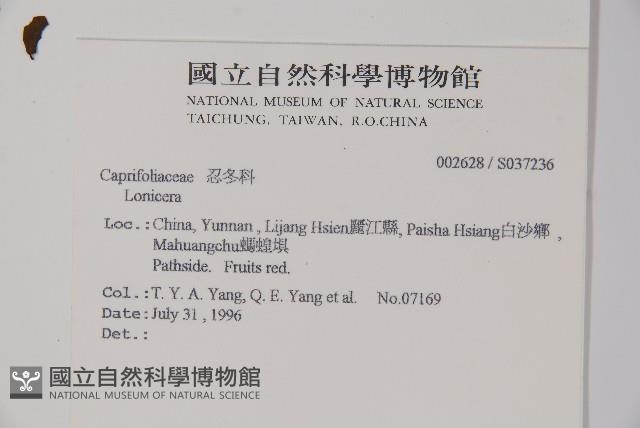 國立自然科學博物館
NATIONAL MUSEUM OF NATURAL SCIENCE
TAICHUNG, TAIWAN, R.O.CHINA
002628 / S037236
Caprifoliaceae 忍冬科
Lonicera
Loc.:China, Yunnan , Lijang Hsien麗江縣, Paisha Hsiang白沙鄉 ,
Mahuangchu螞蝗埧
Pathside. Fruits red.
Col.:T. Y. A. Yang, Q. E. Yang et al. No.07169
Date:July 31 , 1996
Det.:
國立自然科學博物館
NATIONAL MUSEUM OF NATURAL SCIENCE